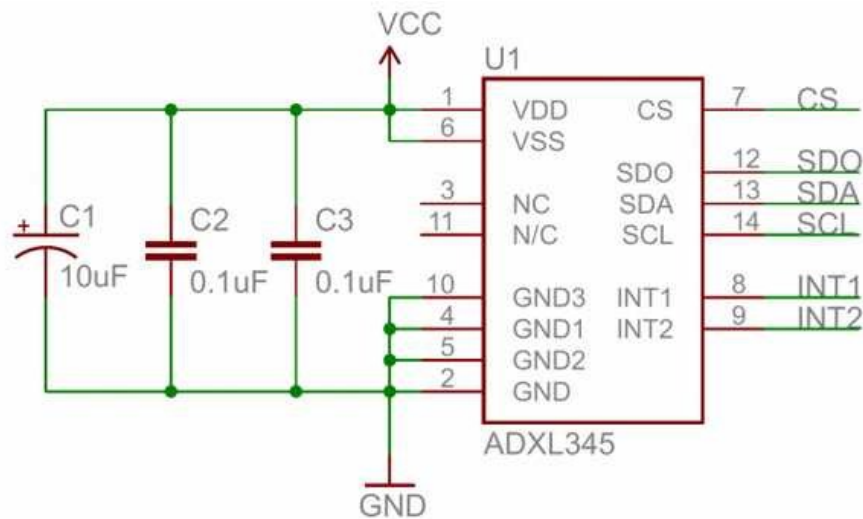 VCC
U1
1 VDD CS 7 CS
6 VSS
SDO 12 SDO
3 NC SDA 13 SDA
11 N/C SCL 14 SCL
+ C1 C2 C3
10uF 0.1uF 0.1uF
10 GND3 INT1 8 INT1
4 GND1 INT2 9 INT2
5 GND2
2 GND
ADXL345
GND